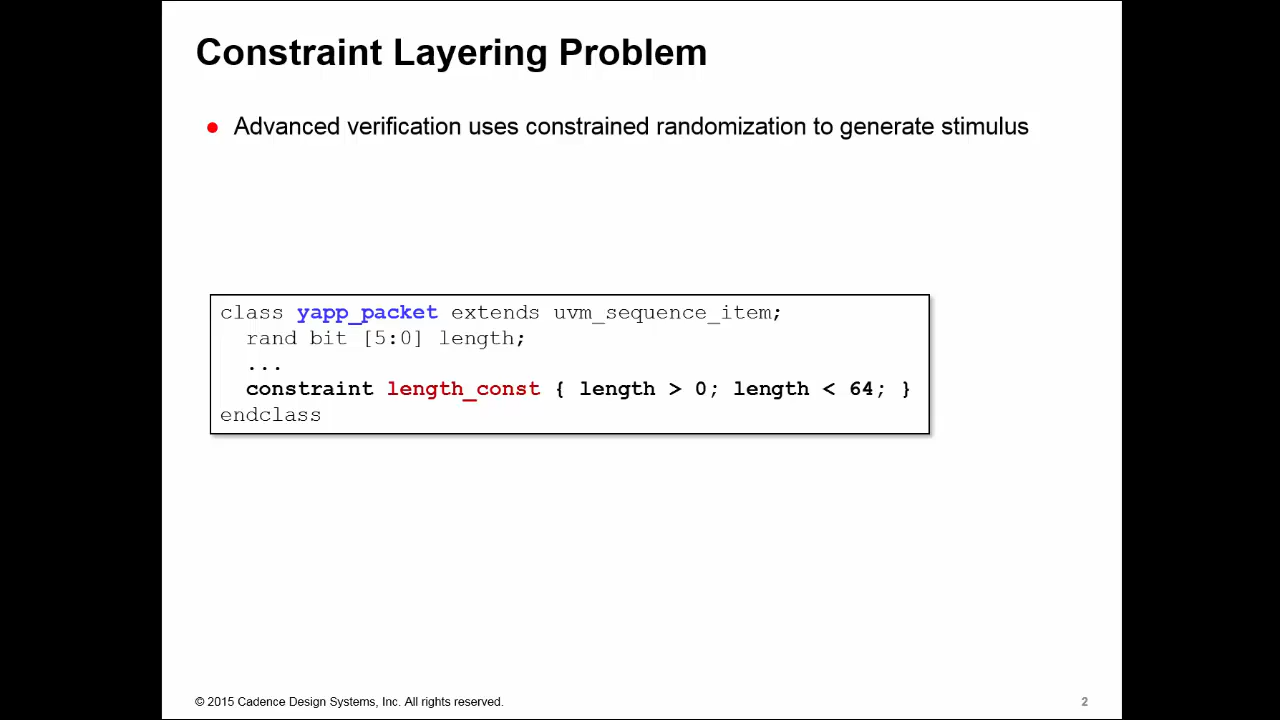 Constraint Layering Problem
● Advanced verification uses constrained randomization to generate stimulus
class yapp_packet extends uvm_sequence_item;
rand bit [5:0] length;
...
constraint length_const { length > 0; length < 64; }
endclass
© 2015 Cadence Design Systems, Inc. All rights reserved.
2